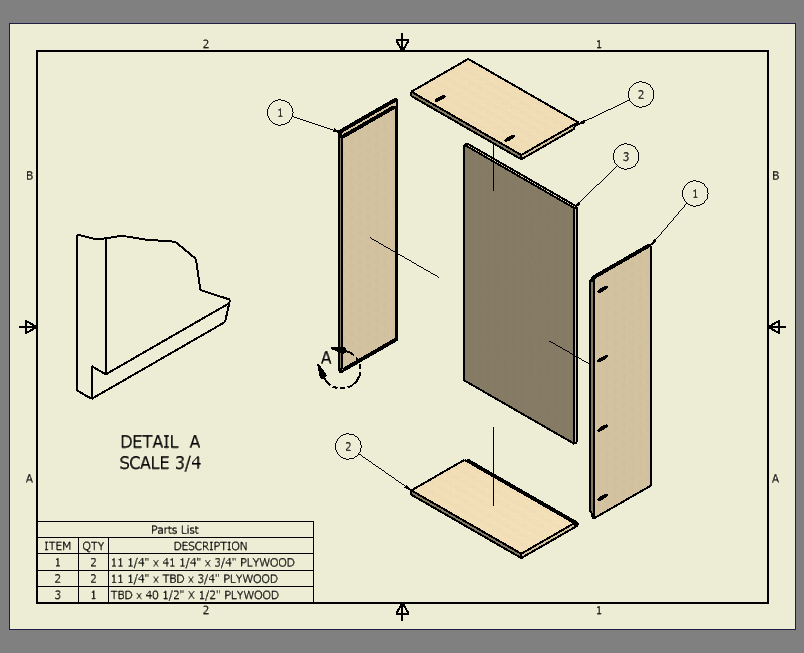 2 1
1
2
3
B B
1
A
DETAIL A
SCALE 3/4
2
A A
Parts List
ITEM QTY DESCRIPTION
1 2 11 1/4" x 41 1/4" x 3/4" PLYWOOD
2 2 11 1/4" x TBD x 3/4" PLYWOOD
3 1 TBD x 40 1/2" X 1/2" PLYWOOD
2 1